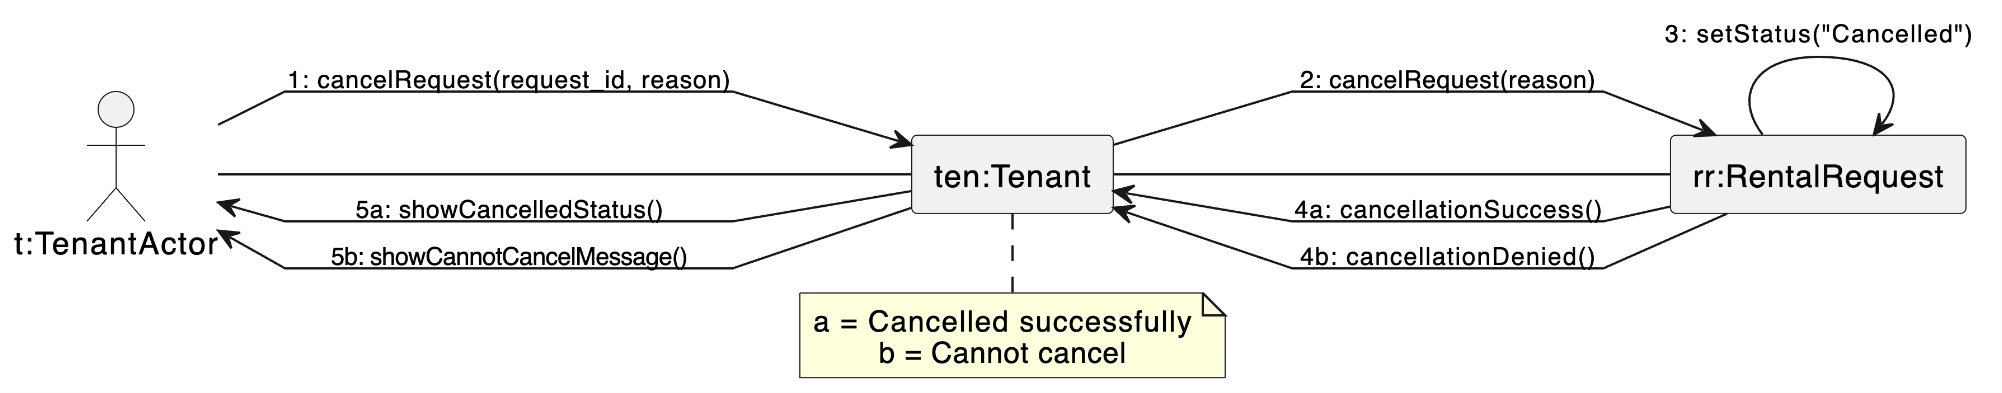 3: setStatus("Cancelled")
1: cancelRequest(request_id, reason)
2: cancelRequest(reason)
t:TenantActor
ten:Tenant
rr:RentalRequest
5a: showCancelledStatus()
4a: cancellationSuccess()
5b: showCannotCancelMessage()
4b: cancellationDenied()
a = Cancelled successfully
b = Cannot cancel